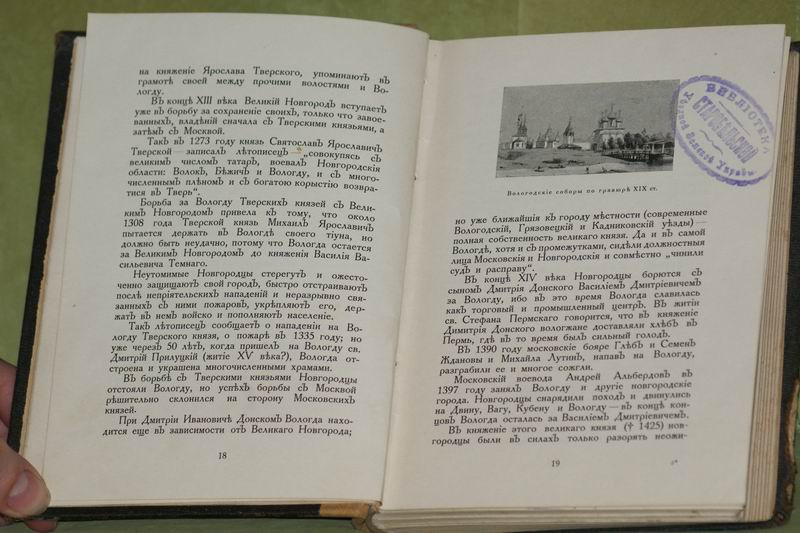 на княженіе Ярослава Тверского, упоминаютъ въ
грамотѣ своей между прочими волостями и Во-
логду.
Въ концѣ XIII вѣка Великій Новгородъ вступаетъ
уже въ борьбу за сохраненіе своихъ, только что завое-
ванныхъ, владѣній сначала съ Тверскими князьями, а
затѣмъ съ Москвой.
Такъ въ 1273 году князь Святославъ Ярославичъ
Тверской — записалъ лѣтописецъ — „совокупясь съ
великимъ числомъ татаръ, воевалъ Новгородскія
области: Волокъ, Бѣжичъ и Вологду, и съ много-
численнымъ плѣномъ и съ богатою корыстію возвра-
тися въ Тверь“.
Борьба за Вологду Тверскихъ князей съ Вели-
кимъ Новгородомъ привела къ тому, что около
1308 года Тверской князь Михаилъ Ярославичъ
пытается держать въ Вологдѣ своего тіуна, но
должно быть неудачно, потому что Вологда остается
за Великимъ Новгородомъ до княженія Василія Ва-
сильевича Темнаго.
Неутомимые Новгородцы стерегутъ и ожесто-
ченно защищаютъ свой городъ, быстро отстраиваютъ
послѣ непріятельскихъ нападеній и неразрывно свя-
занныхъ съ ними пожаровъ, укрѣпляютъ его, дер-
жатъ въ немъ войско и пополняютъ населеніе.
Такъ лѣтописецъ сообщаетъ о нападеніи на Во-
логду Тверского князя, о пожарѣ въ 1335 году; но
уже черезъ 50 лѣтъ, когда пришелъ на Вологду св.
Дмитрій Прилуцкій (житіе XV вѣка?), Вологда от-
строена и украшена многочисленными храмами.
Въ борьбѣ съ Тверскими князьями Новгородцы
отстояли Вологду, но успѣхъ борьбы съ Москвой
рѣшительно склонился на сторону Московскихъ
князей.
При Дмитріи Ивановичѣ Донскомъ Вологда нахо-
дится еще въ зависимости отъ Великаго Новгорода;
18
БИБЛІОТЕК
СТАРОБЕЛЬСКОЙ
Уѣздной Земской Управы
Вологодскіе соборы по гравюрѣ XIX ст.
но уже ближайшія къ городу мѣстности (современные
Вологодскій, Грязовецкій и Кадниковскій уѣзды)—
полная собственность великаго князя. Да и въ самой
Вологдѣ, хотя и съ промежутками, сидѣли должностныя
лица Московскія и Новгородскія и совмѣстно „чинили
судъ и расправу“.
Въ концѣ XIV вѣка Новгородцы борются съ
сыномъ Дмитрія Донского Василіемъ Дмитріевичемъ
за Вологду, ибо въ это время Вологда славилась
какъ торговый и промышленный центръ. Въ житіи
св. Стефана Пермскаго говорится, что въ княженіе
Димитрія Донского вологжане доставляли хлѣбъ въ
Пермь, гдѣ въ то время былъ сильный голодъ.
Въ 1390 году московскіе бояре Глѣбъ и Семенъ
Ждановы и Михайла Лутинъ, напавъ на Вологду,
разграбили ее и многое сожгли.
Московскій воевода Андрей Альбердовъ въ
1397 году занялъ Вологду и другіе новгородскіе
города. Новгородцы снарядили походъ и двинулись
на Двину, Вагу, Кубену и Вологду — въ концѣ кон-
цовъ Вологда осталась за Василіемъ Дмитріевичемъ.
Въ княженіе этого великаго князя († 1425) нов-
городцы были въ силахъ только разорять неожи-
19